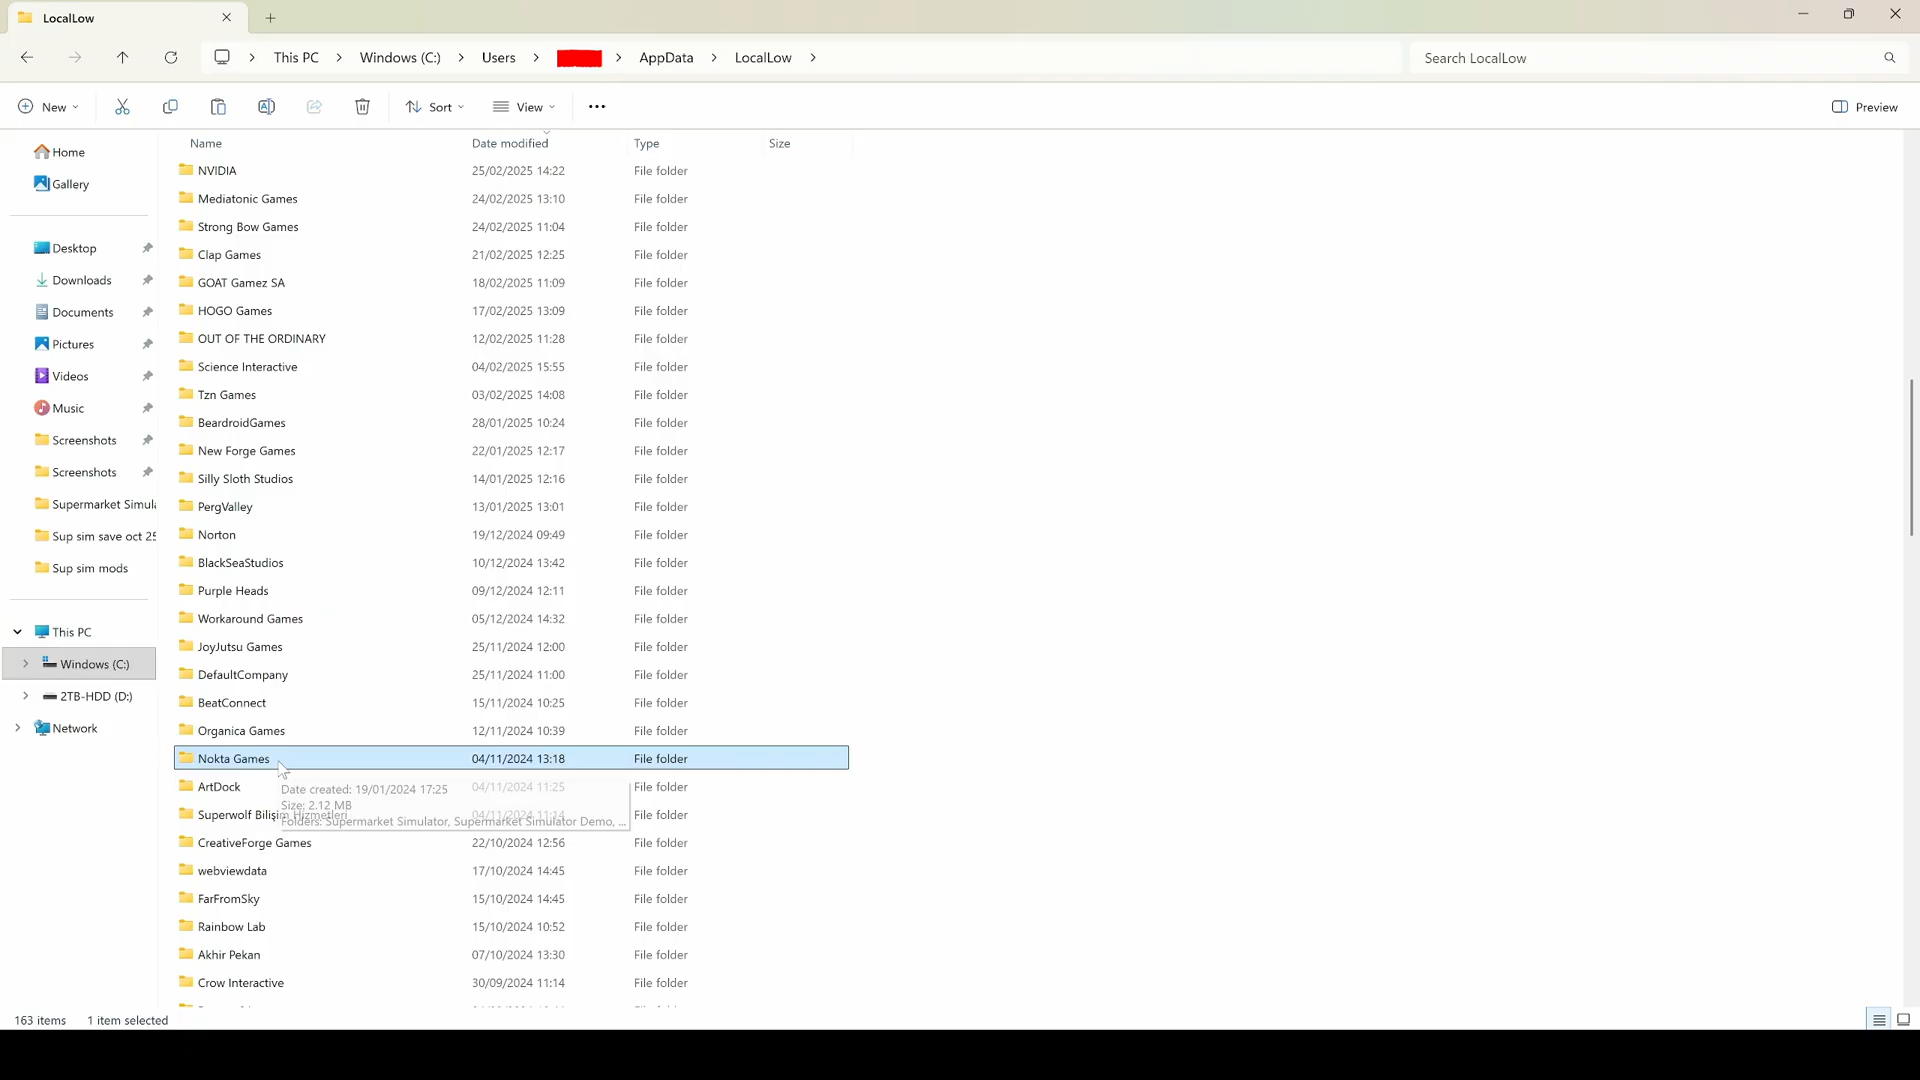 LocalLow
This PC > Windows (C:) > Users > > AppData > LocalLow >
Search LocalLow
New Sort View ••• Preview
Name Date modified Type Size
Home
Gallery
Desktop
Downloads
Documents
Pictures
Videos
Music
Screenshots
Screenshots
Supermarket Simula
Sup sim save oct 25
Sup sim mods
This PC
Windows (C:)
2TB-HDD (D:)
Network
NVIDIA 25/02/2025 14:22 File folder
Mediatonic Games 24/02/2025 13:10 File folder
Strong Bow Games 24/02/2025 11:04 File folder
Clap Games 21/02/2025 12:25 File folder
GOAT Gamez SA 18/02/2025 11:09 File folder
HOGO Games 17/02/2025 13:09 File folder
OUT OF THE ORDINARY 12/02/2025 11:28 File folder
Science Interactive 04/02/2025 15:55 File folder
Tzn Games 03/02/2025 14:08 File folder
BeardroidGames 28/01/2025 10:24 File folder
New Forge Games 22/01/2025 12:17 File folder
Silly Sloth Studios 14/01/2025 12:16 File folder
PergValley 13/01/2025 13:01 File folder
Norton 19/12/2024 09:49 File folder
BlackSeaStudios 10/12/2024 13:42 File folder
Purple Heads 09/12/2024 12:11 File folder
Workaround Games 05/12/2024 14:32 File folder
JoyJutsu Games 25/11/2024 12:00 File folder
DefaultCompany 25/11/2024 11:00 File folder
BeatConnect 15/11/2024 10:25 File folder
Organica Games 12/11/2024 10:39 File folder
Nokta Games 04/11/2024 13:18 File folder
ArtDock 04/11/2024 11:25 File folder
Date created: 19/01/2024 17:25
Size: 2.12 MB
Superwolf Bilişim Hizmetleri 04/11/2024 11:14 File folder
Folders: Supermarket Simulator, Supermarket Simulator Demo, ...
CreativeForge Games 22/10/2024 12:56 File folder
webviewdata 17/10/2024 14:45 File folder
FarFromSky 15/10/2024 14:45 File folder
Rainbow Lab 15/10/2024 10:52 File folder
Akhir Pekan 07/10/2024 13:30 File folder
Crow Interactive 30/09/2024 11:14 File folder
163 items 1 item selected